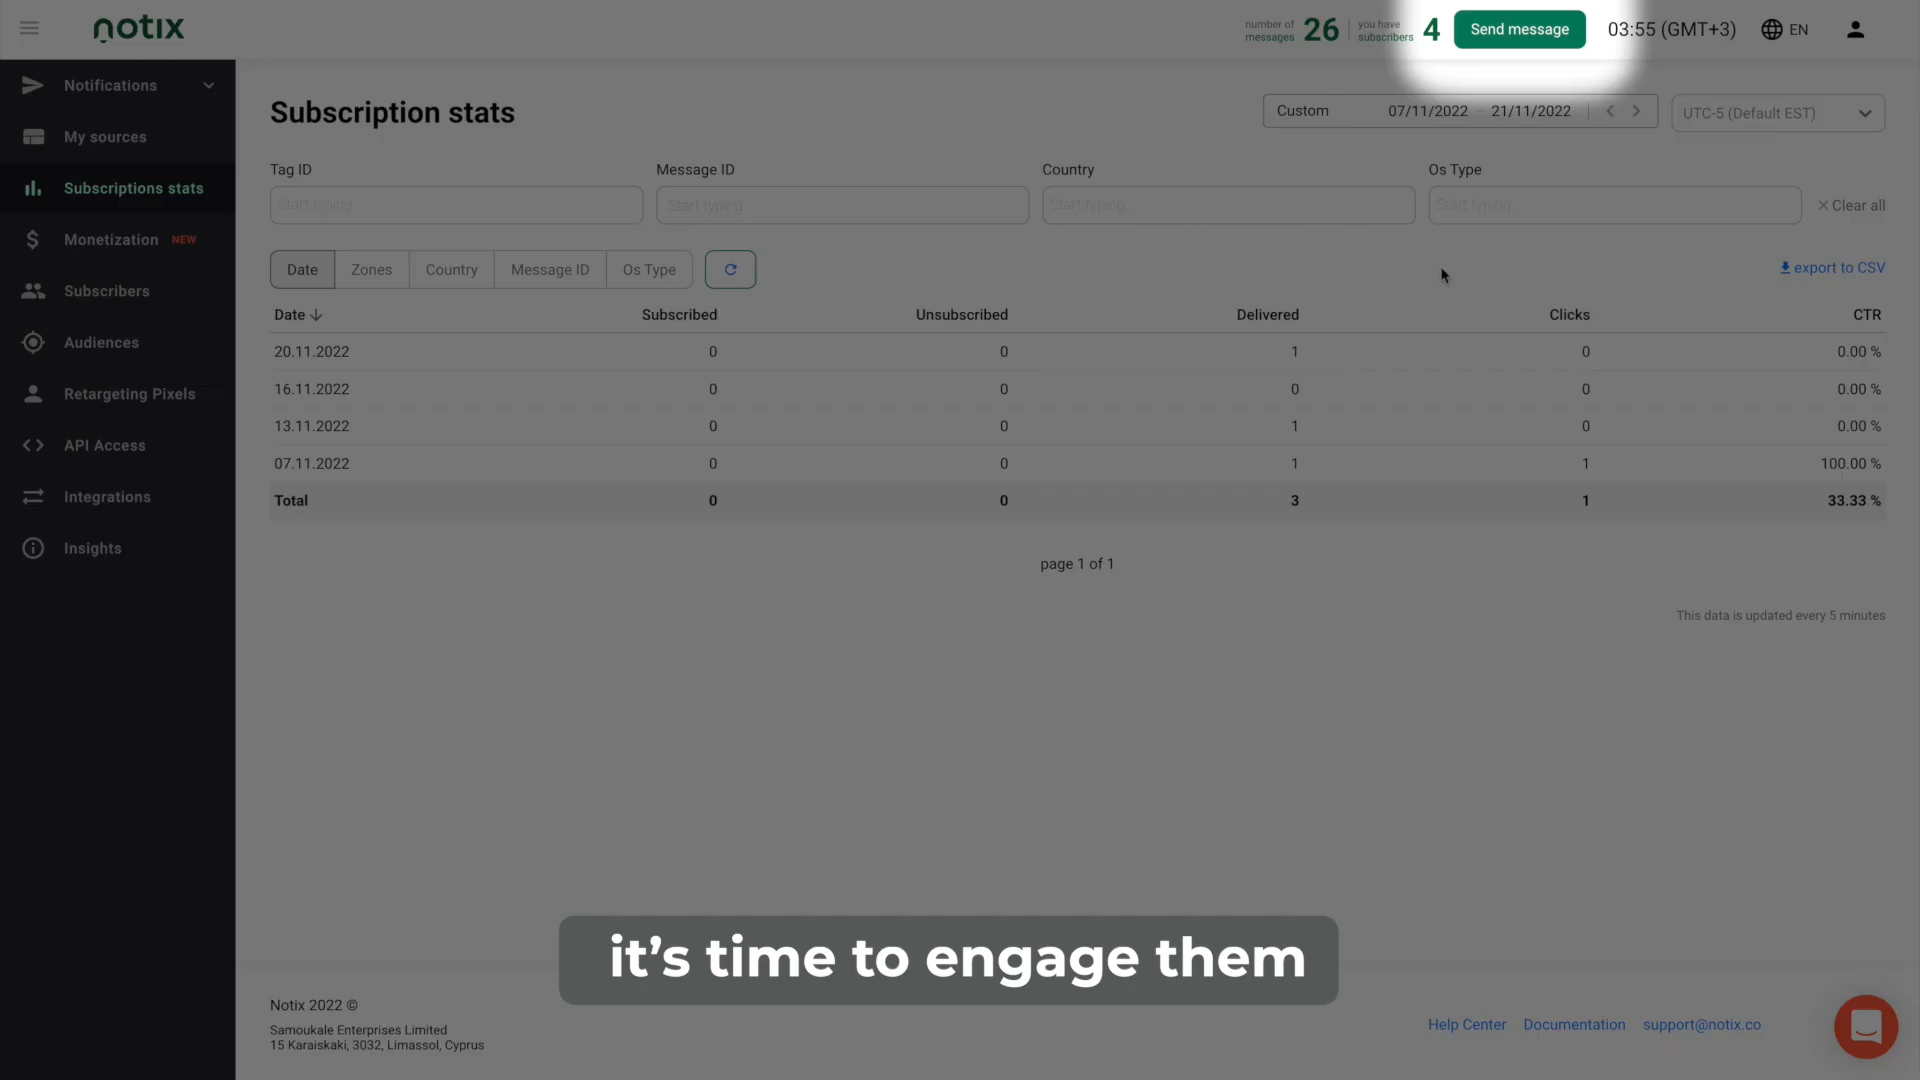 notix
number of
messages
26
you have
subscribers
4
Send message
03:55 (GMT+3)
EN
Notifications
My sources
Subscriptions stats
Monetization NEW
Subscribers
Audiences
Retargeting Pixels
API Access
Integrations
Insights
Subscription stats
Custom 07/11/2022 – 21/11/2022
UTC-5 (Default EST)
Tag ID Message ID Country Os Type
Start typing... Start typing... Start typing... Start typing...
Clear all
Date Zones Country Message ID Os Type
export to CSV
Date Subscribed Unsubscribed Delivered Clicks CTR
20.11.2022 0 0 1 0 0.00 %
16.11.2022 0 0 0 0 0.00 %
13.11.2022 0 0 1 0 0.00 %
07.11.2022 0 0 1 1 100.00 %
Total 0 0 3 1 33.33 %
page 1 of 1
This data is updated every 5 minutes
it’s time to engage them
Notix 2022 ©
Samoukale Enterprises Limited
15 Karaiskaki, 3032, Limassol, Cyprus
Help Center Documentation support@notix.co